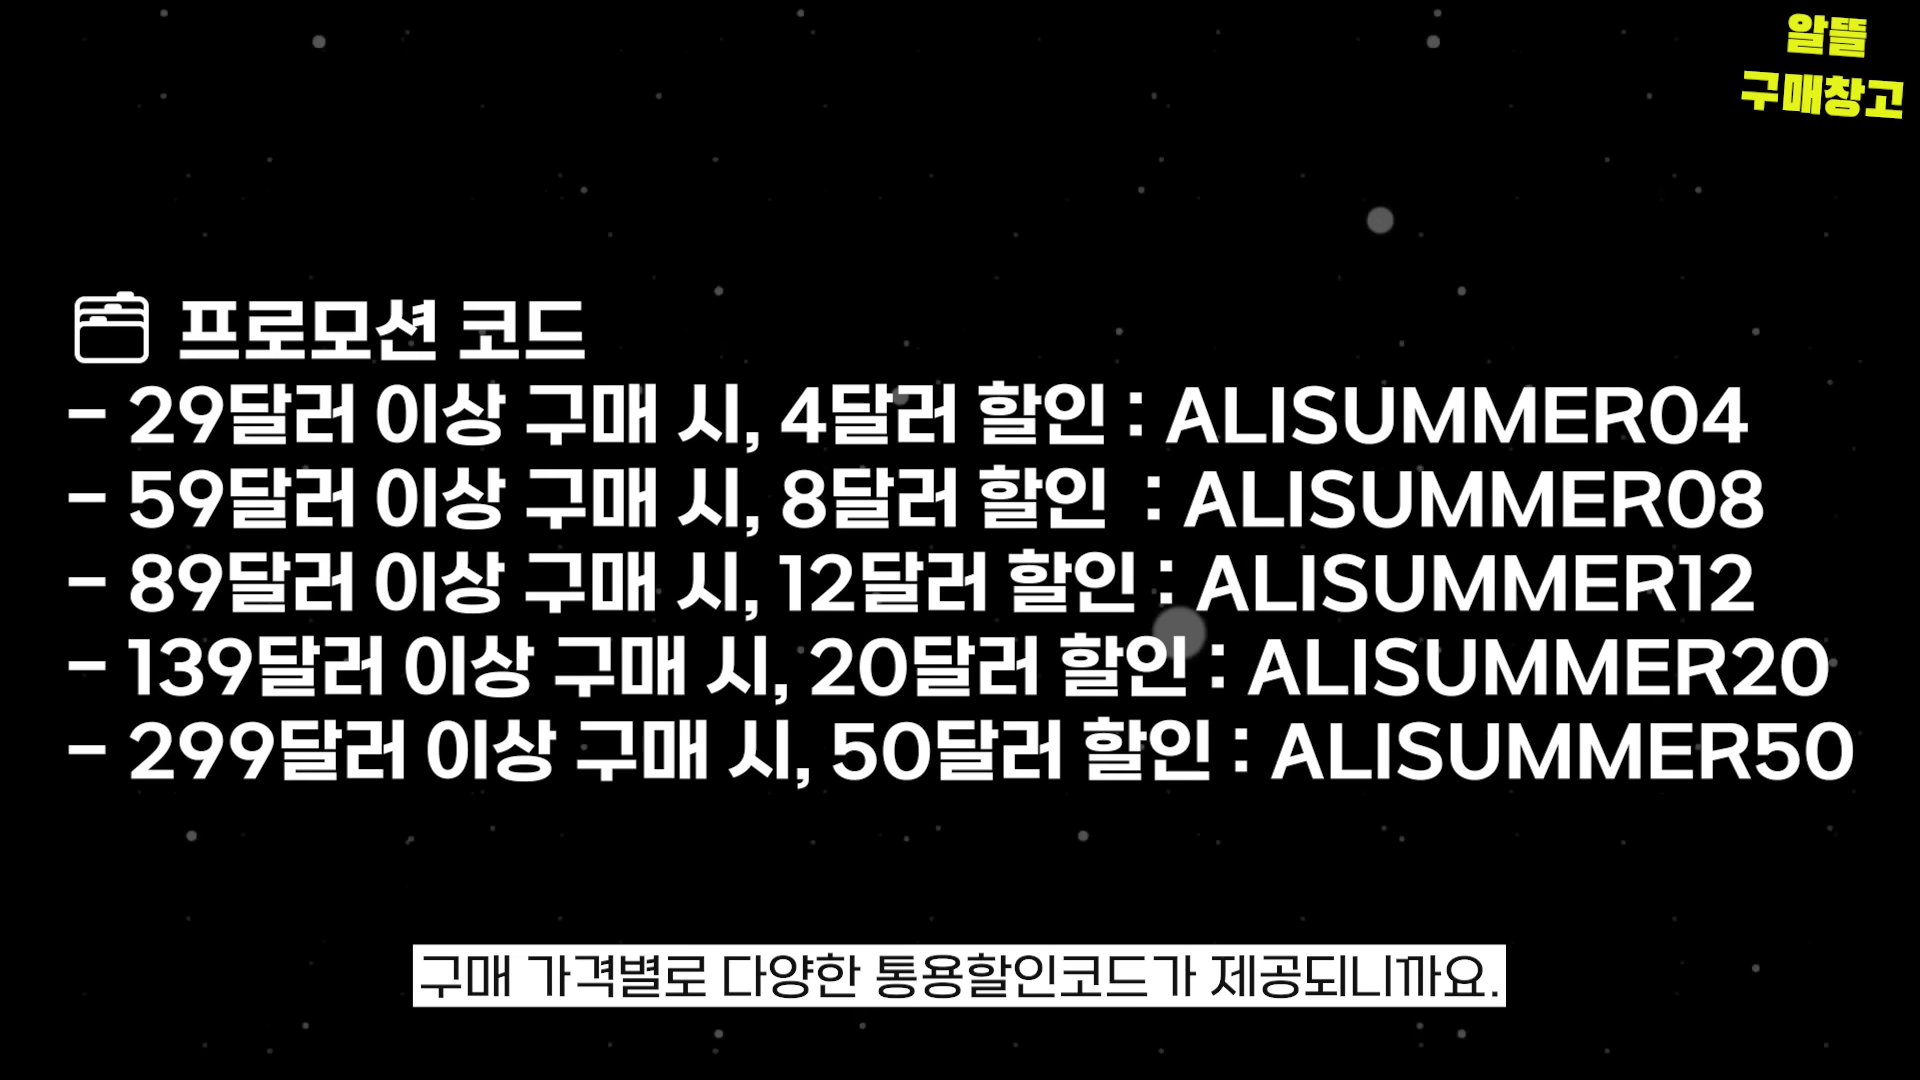 알뜰
구매창고
프로모션 코드
- 29달러 이상 구매 시, 4달러 할인 : ALISUMMER04
- 59달러 이상 구매 시, 8달러 할인 : ALISUMMER08
- 89달러 이상 구매 시, 12달러 할인 : ALISUMMER12
- 139달러 이상 구매 시, 20달러 할인 : ALISUMMER20
- 299달러 이상 구매 시, 50달러 할인 : ALISUMMER50
구매 가격별로 다양한 통용할인코드가 제공되니까요.